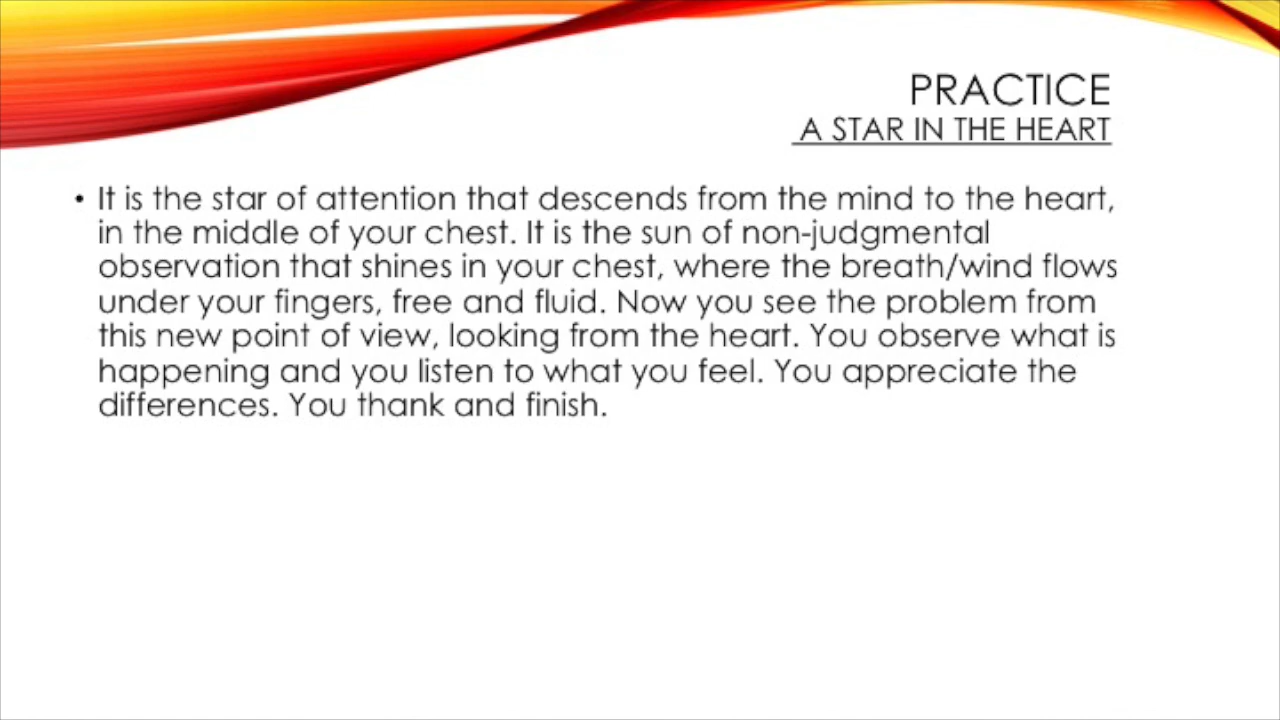 PRACTICE
A STAR IN THE HEART
• It is the star of attention that descends from the mind to the heart,
in the middle of your chest. It is the sun of non-judgmental
observation that shines in your chest, where the breath/wind flows
under your fingers, free and fluid. Now you see the problem from
this new point of view, looking from the heart. You observe what is
happening and you listen to what you feel. You appreciate the
differences. You thank and finish.